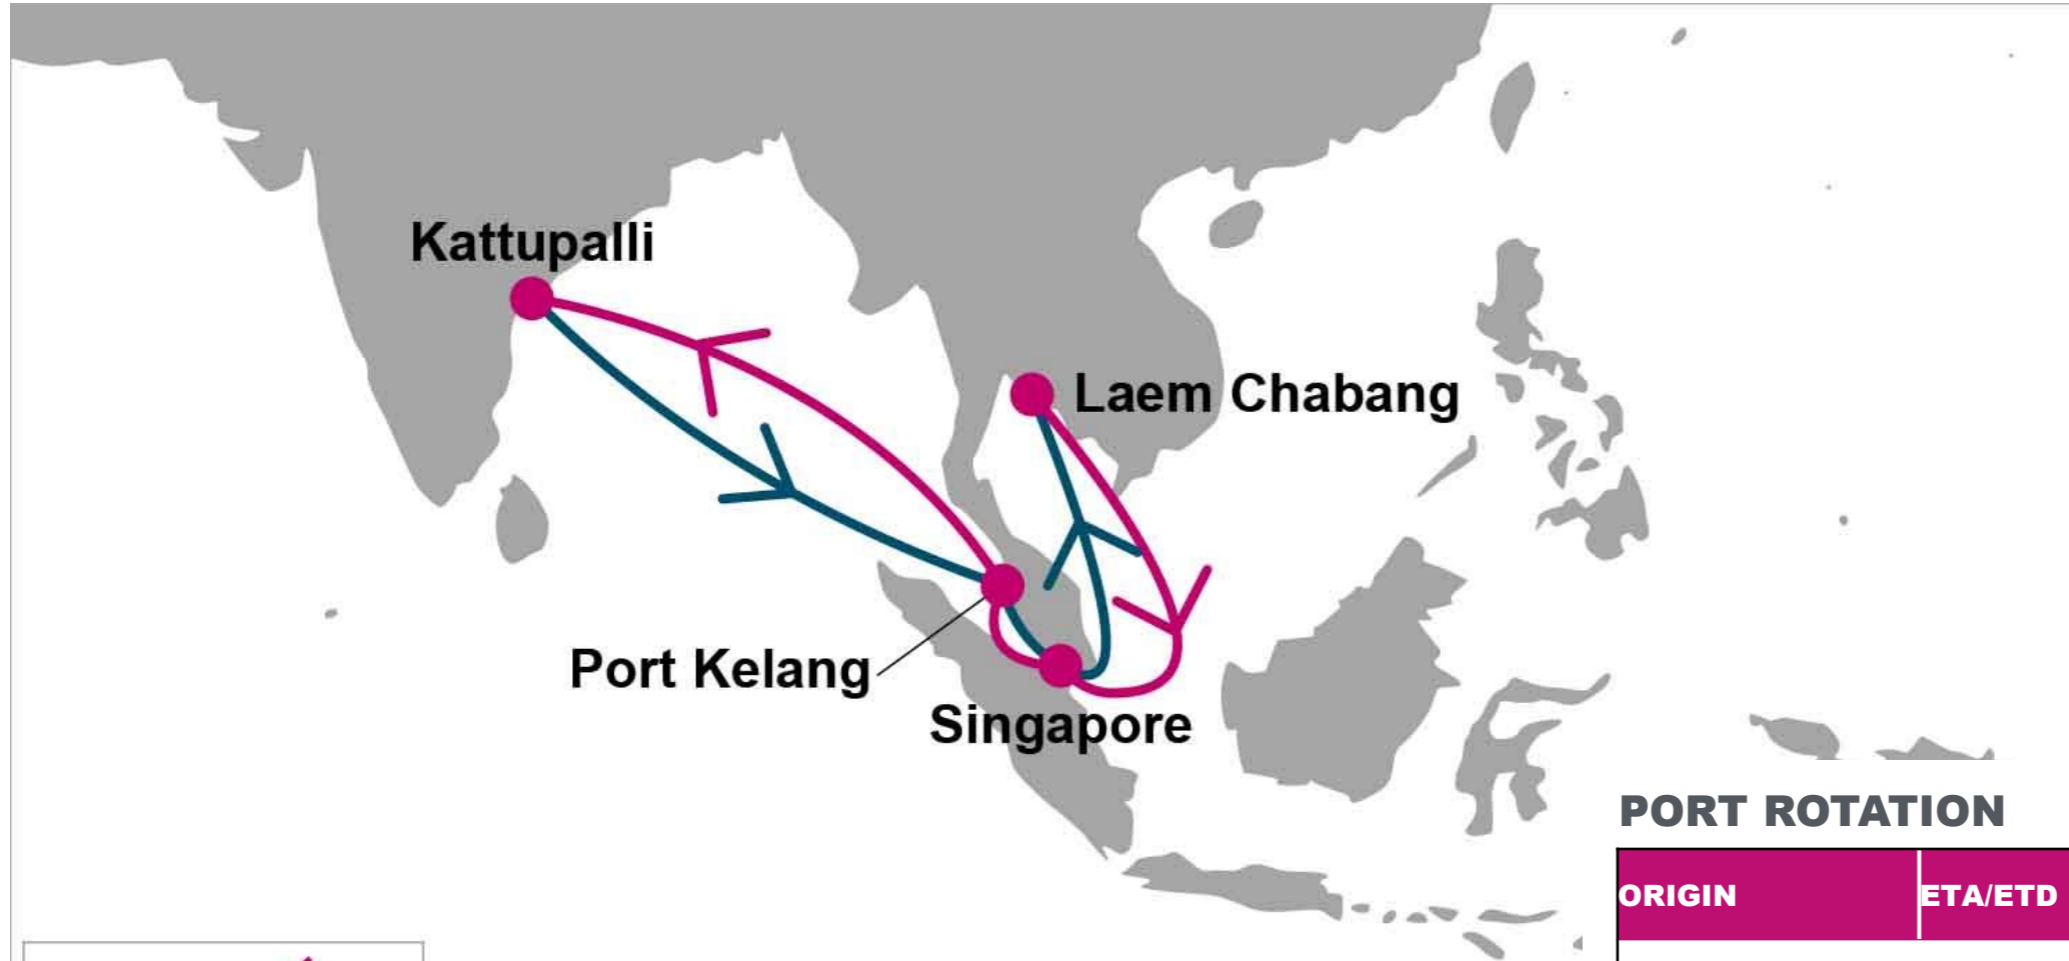 Kattupalli
Laem Chabang
Port Kelang
Singapore
PORT ROTATION
ORIGIN
ETA/ETD